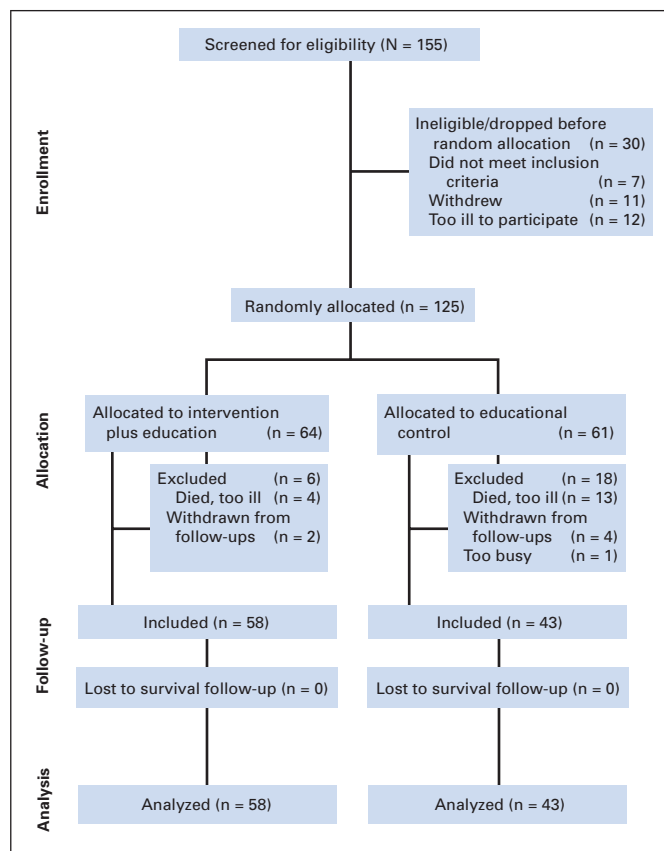 Screened for eligibility (N = 155)
Enrollment
Ineligible/dropped before
random allocation (n = 30)
Did not meet inclusion
criteria (n = 7)
Withdrew (n = 11)
Too ill to participate (n = 12)
Randomly allocated (n = 125)
Allocation
Allocated to intervention
plus education (n = 64)
Excluded (n = 6)
Died, too ill (n = 4)
Withdrawn from
follow-ups (n = 2)
Allocated to educational
control (n = 61)
Excluded (n = 18)
Died, too ill (n = 13)
Withdrawn from
follow-ups (n = 4)
Too busy (n = 1)
Follow-up
Included (n = 58)
Included (n = 43)
Lost to survival follow-up (n = 0)
Lost to survival follow-up (n = 0)
Analysis
Analyzed (n = 58)
Analyzed (n = 43)